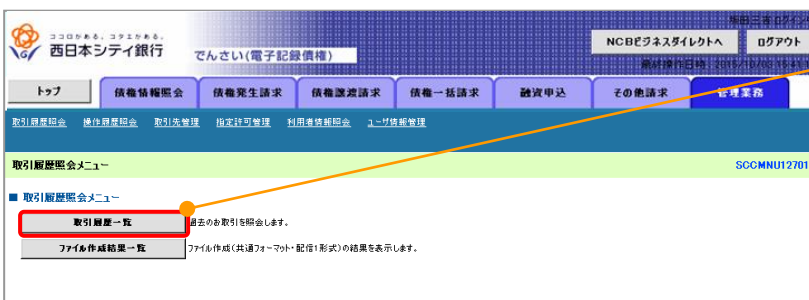 ココロがある。コタエがある。
西日本シティ銀行
でんさい(電子記録債権)
NCBビジネスダイレクトへ
ログアウト
トップ
債権情報照会
債権発生請求
債権譲渡請求
債権一括請求
融資申込
その他請求
管理業務
取引履歴照会 操作履歴照会 取引先管理 指定許可管理 利用者情報照会 ユーザ情報管理
取引履歴照会メニュー
SCCMNU12701
■ 取引履歴照会メニュー
取引履歴一覧
過去のお取引を照会します。
ファイル作成結果一覧
ファイル作成(共通フォーマット・配信1形式)の結果を表示します。